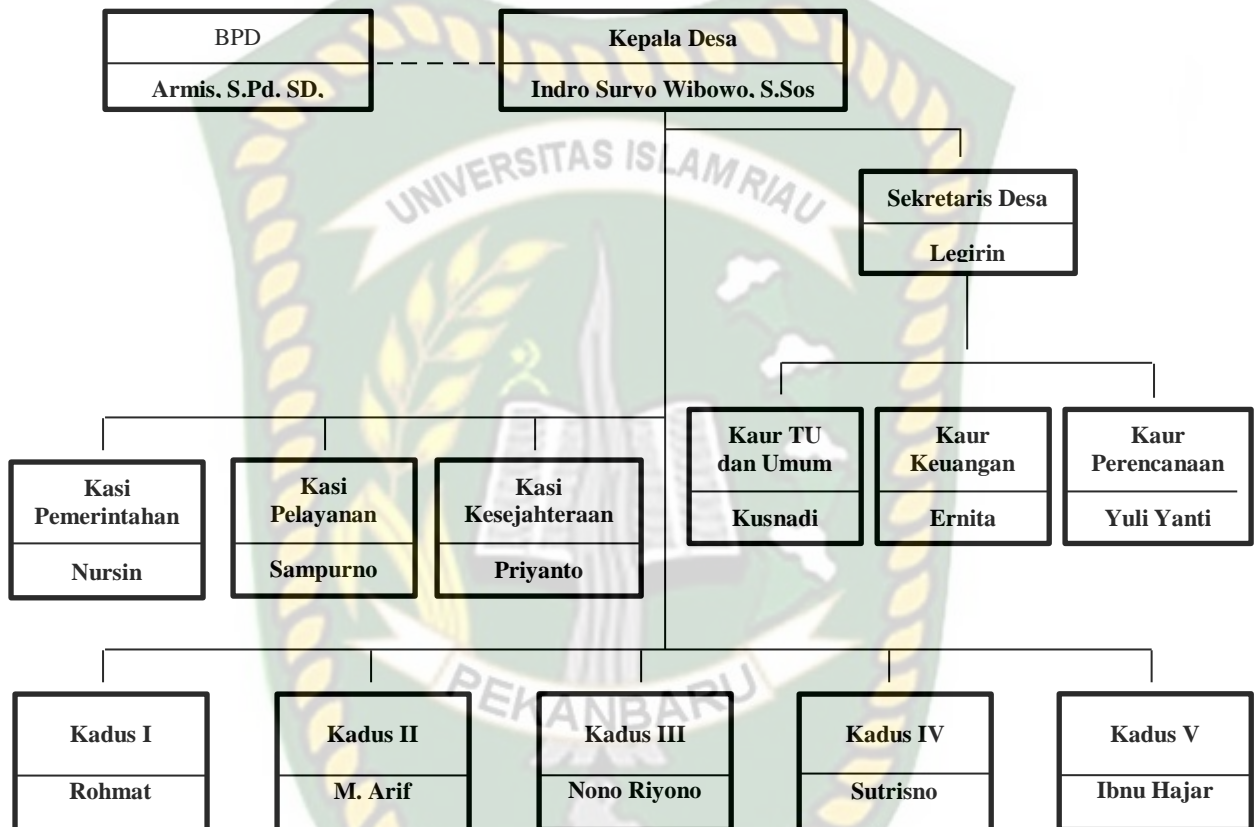 BPD
Armis, S.Pd. SD,
Kepala Desa
Indro Suryo Wibowo, S.Sos
UNIVERSITAS ISLAM RIAU
Sekretaris Desa
Legirin
Kaur TU
dan Umum
Kusnadi
Kaur
Keuangan
Ernita
Kaur
Perencanaan
Yuli Yanti
Kasi
Pemerintahan
Nursin
Kasi
Pelayanan
Sampurno
Kasi
Kesejahteraan
Priyanto
PEKANBARU
Kadus I
Rohmat
Kadus II
M. Arif
Kadus III
Nono Riyono
Kadus IV
Sutrisno
Kadus V
Ibnu Hajar